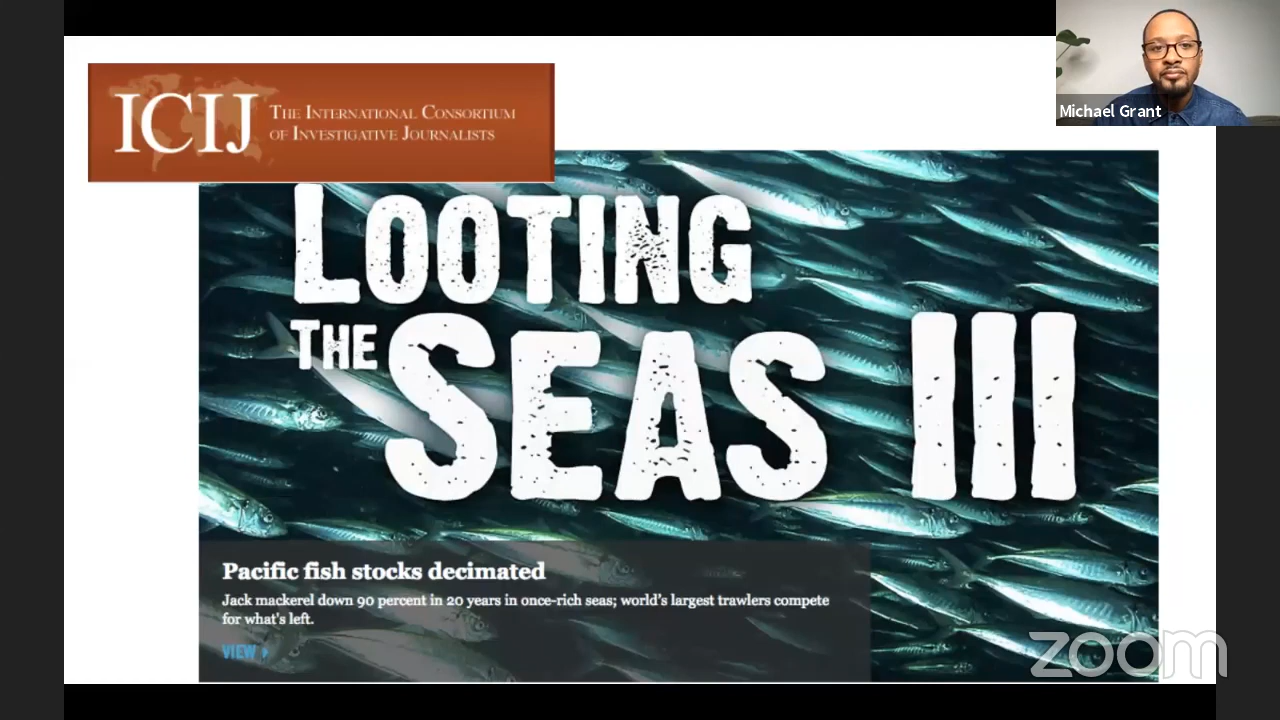 ICIJ
THE INTERNATIONAL CONSORTIUM
OF INVESTIGATIVE JOURNALISTS
Michael Grant
LOOTING
THE SEAS III
Pacific fish stocks decimated
Jack mackerel down 90 percent in 20 years in once-rich seas; world's largest trawlers compete
for what's left.
VIEW
zoom